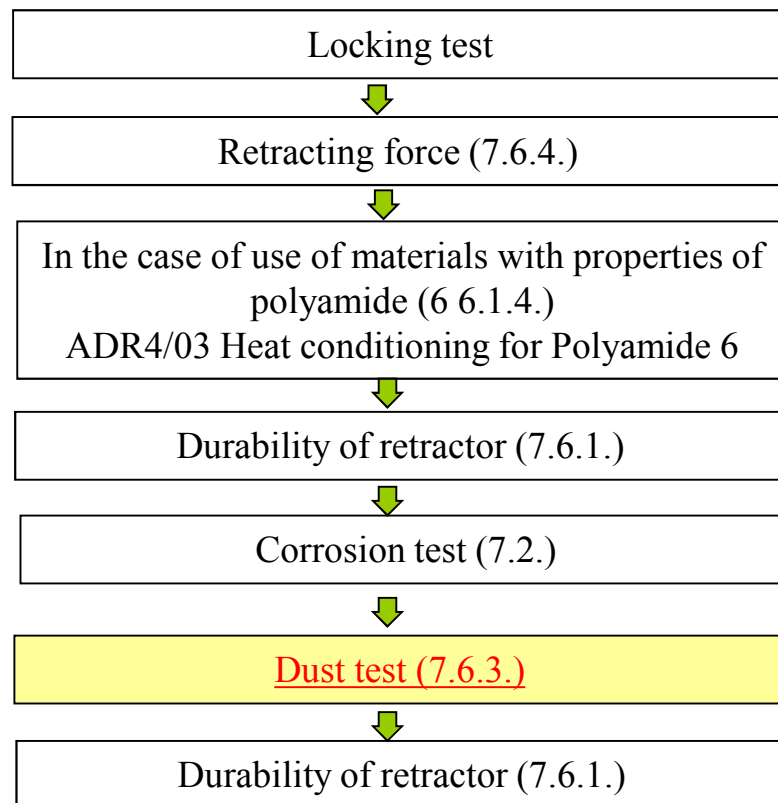 Locking test
Retracting force (7.6.4.)
In the case of use of materials with properties of
polyamide (6 6.1.4.)
ADR4/03 Heat conditioning for Polyamide 6
Durability of retractor (7.6.1.)
Corrosion test (7.2.)
Dust test (7.6.3.)
Durability of retractor (7.6.1.)